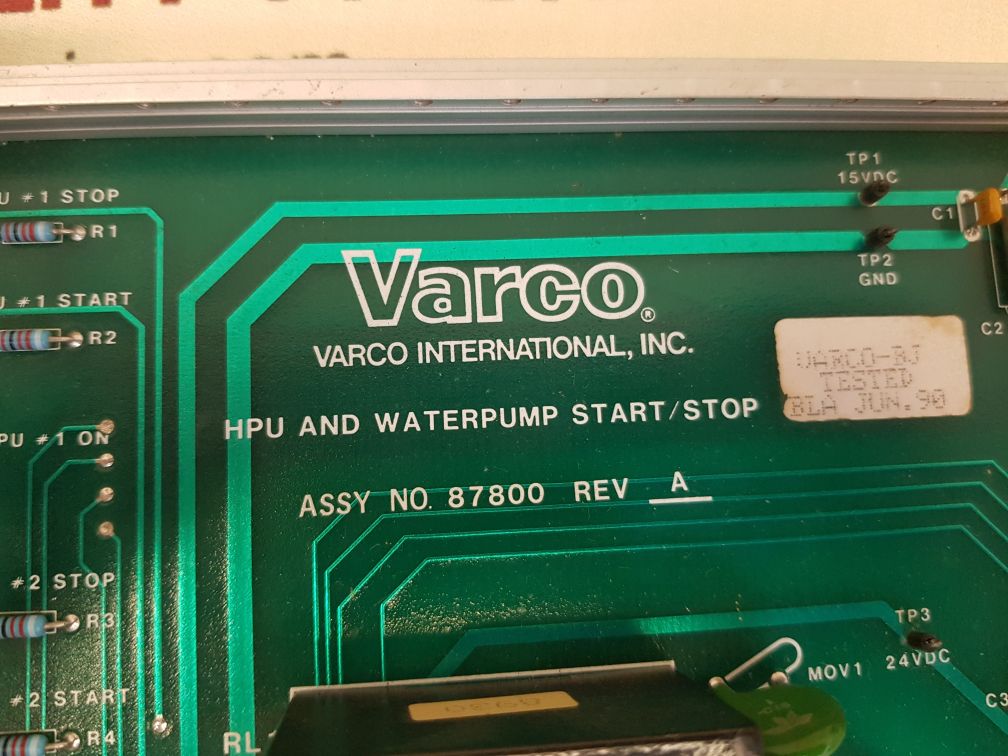 U #1 STOP
R1
U #1 START
R2
PU #1 ON
#2 STOP
R3
#2 START
R4
TP1
15VDC
C1
TP2
GND
C2
Varco®
VARCO INTERNATIONAL, INC.
VARCO-BJ
TESTED
BLA JUN.90
HPU AND WATERPUMP START/STOP
ASSY NO. 87800 REV A
TP3
24VDC
MOV1
C3
RL